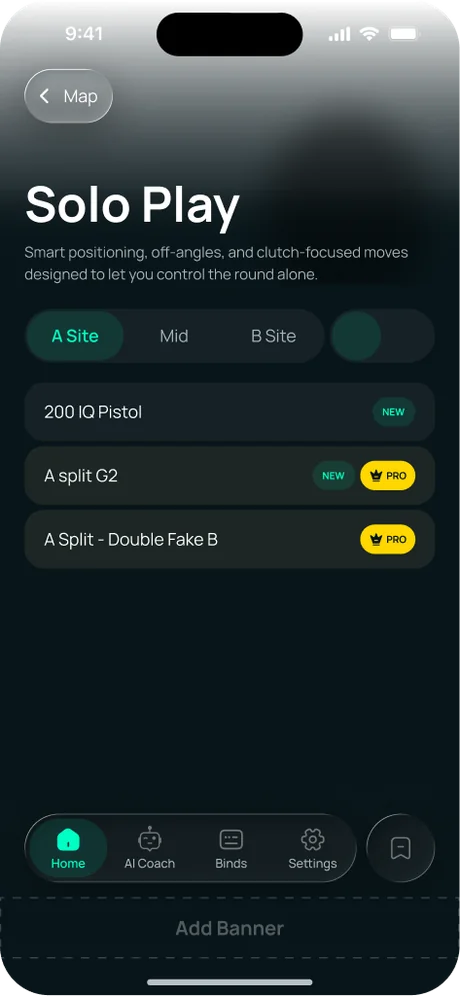 9:41
Map
Solo Play
Smart positioning, off-angles, and clutch-focused moves
designed to let you control the round alone.
A Site Mid B Site
200 IQ Pistol NEW
A split G2 NEW PRO
A Split - Double Fake B PRO
Home AI Coach Binds Settings
Add Banner